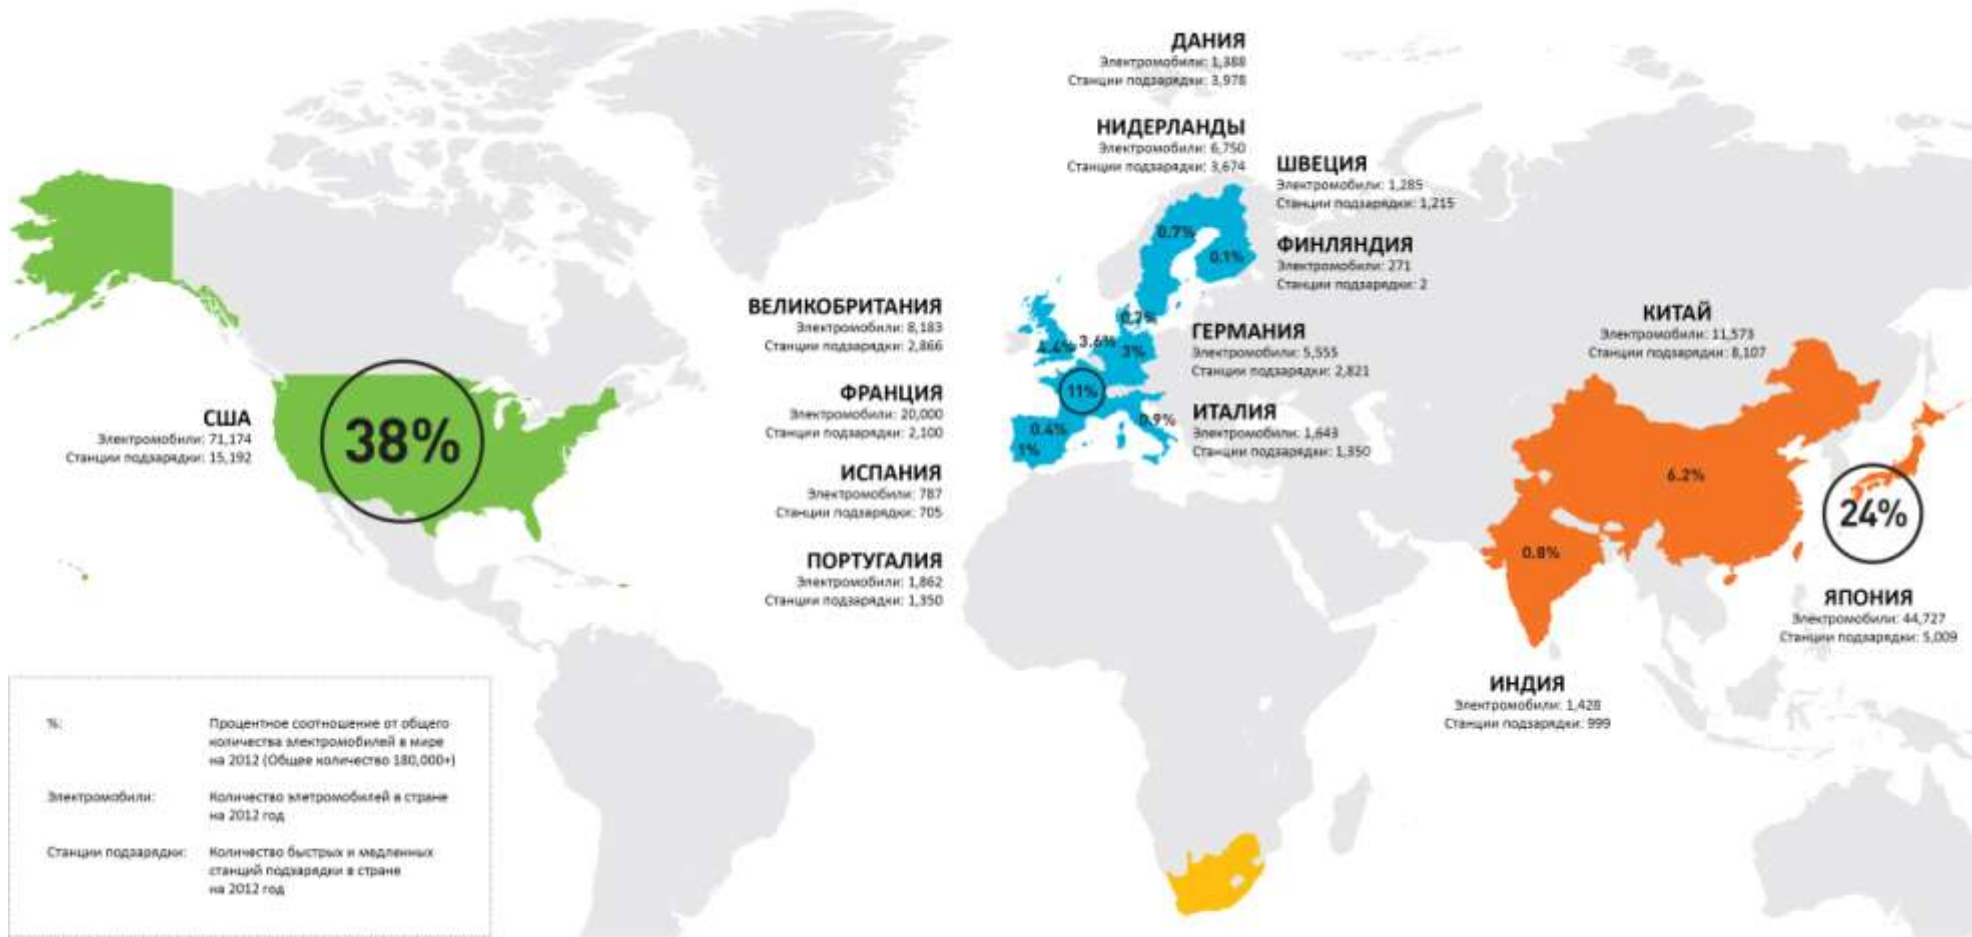 ДАНИЯ
Электромобили: 1,388
Станции подзарядки: 3,978
НИДЕРЛАНДЫ
Электромобили: 6,750
Станции подзарядки: 3,674
ШВЕЦИЯ
Электромобили: 1,285
Станции подзарядки: 1,215
ФИНЛЯНДИЯ
Электромобили: 271
Станции подзарядки: 2
0.7%
0.1%
ВЕЛИКОБРИТАНИЯ
Электромобили: 8,183
Станции подзарядки: 2,866
0.7%
4.4%
3.6%
3%
ГЕРМАНИЯ
Электромобили: 5,555
Станции подзарядки: 2,821
КИТАЙ
Электромобили: 11,573
Станции подзарядки: 8,107
США
Электромобили: 71,174
Станции подзарядки: 15,192
38%
ФРАНЦИЯ
Электромобили: 20,000
Станции подзарядки: 2,100
11%
ИТАЛИЯ
Электромобили: 1,643
Станции подзарядки: 1,350
0.9%
0.4%
1%
ИСПАНИЯ
Электромобили: 787
Станции подзарядки: 705
6.2%
24%
0.8%
ПОРТУГАЛИЯ
Электромобили: 1,862
Станции подзарядки: 1,350
ЯПОНИЯ
Электромобили: 44,727
Станции подзарядки: 5,009
ИНДИЯ
Электромобили: 1,428
Станции подзарядки: 999
%: Процентное соотношение от общего
количества электромобилей в мире
на 2012 (Общее количество 180,000+)
Электромобили: Количество элетромобилей в стране
на 2012 год
Станции подзарядки: Количество быстрых и медленных
станций подзарядки в стране
на 2012 год